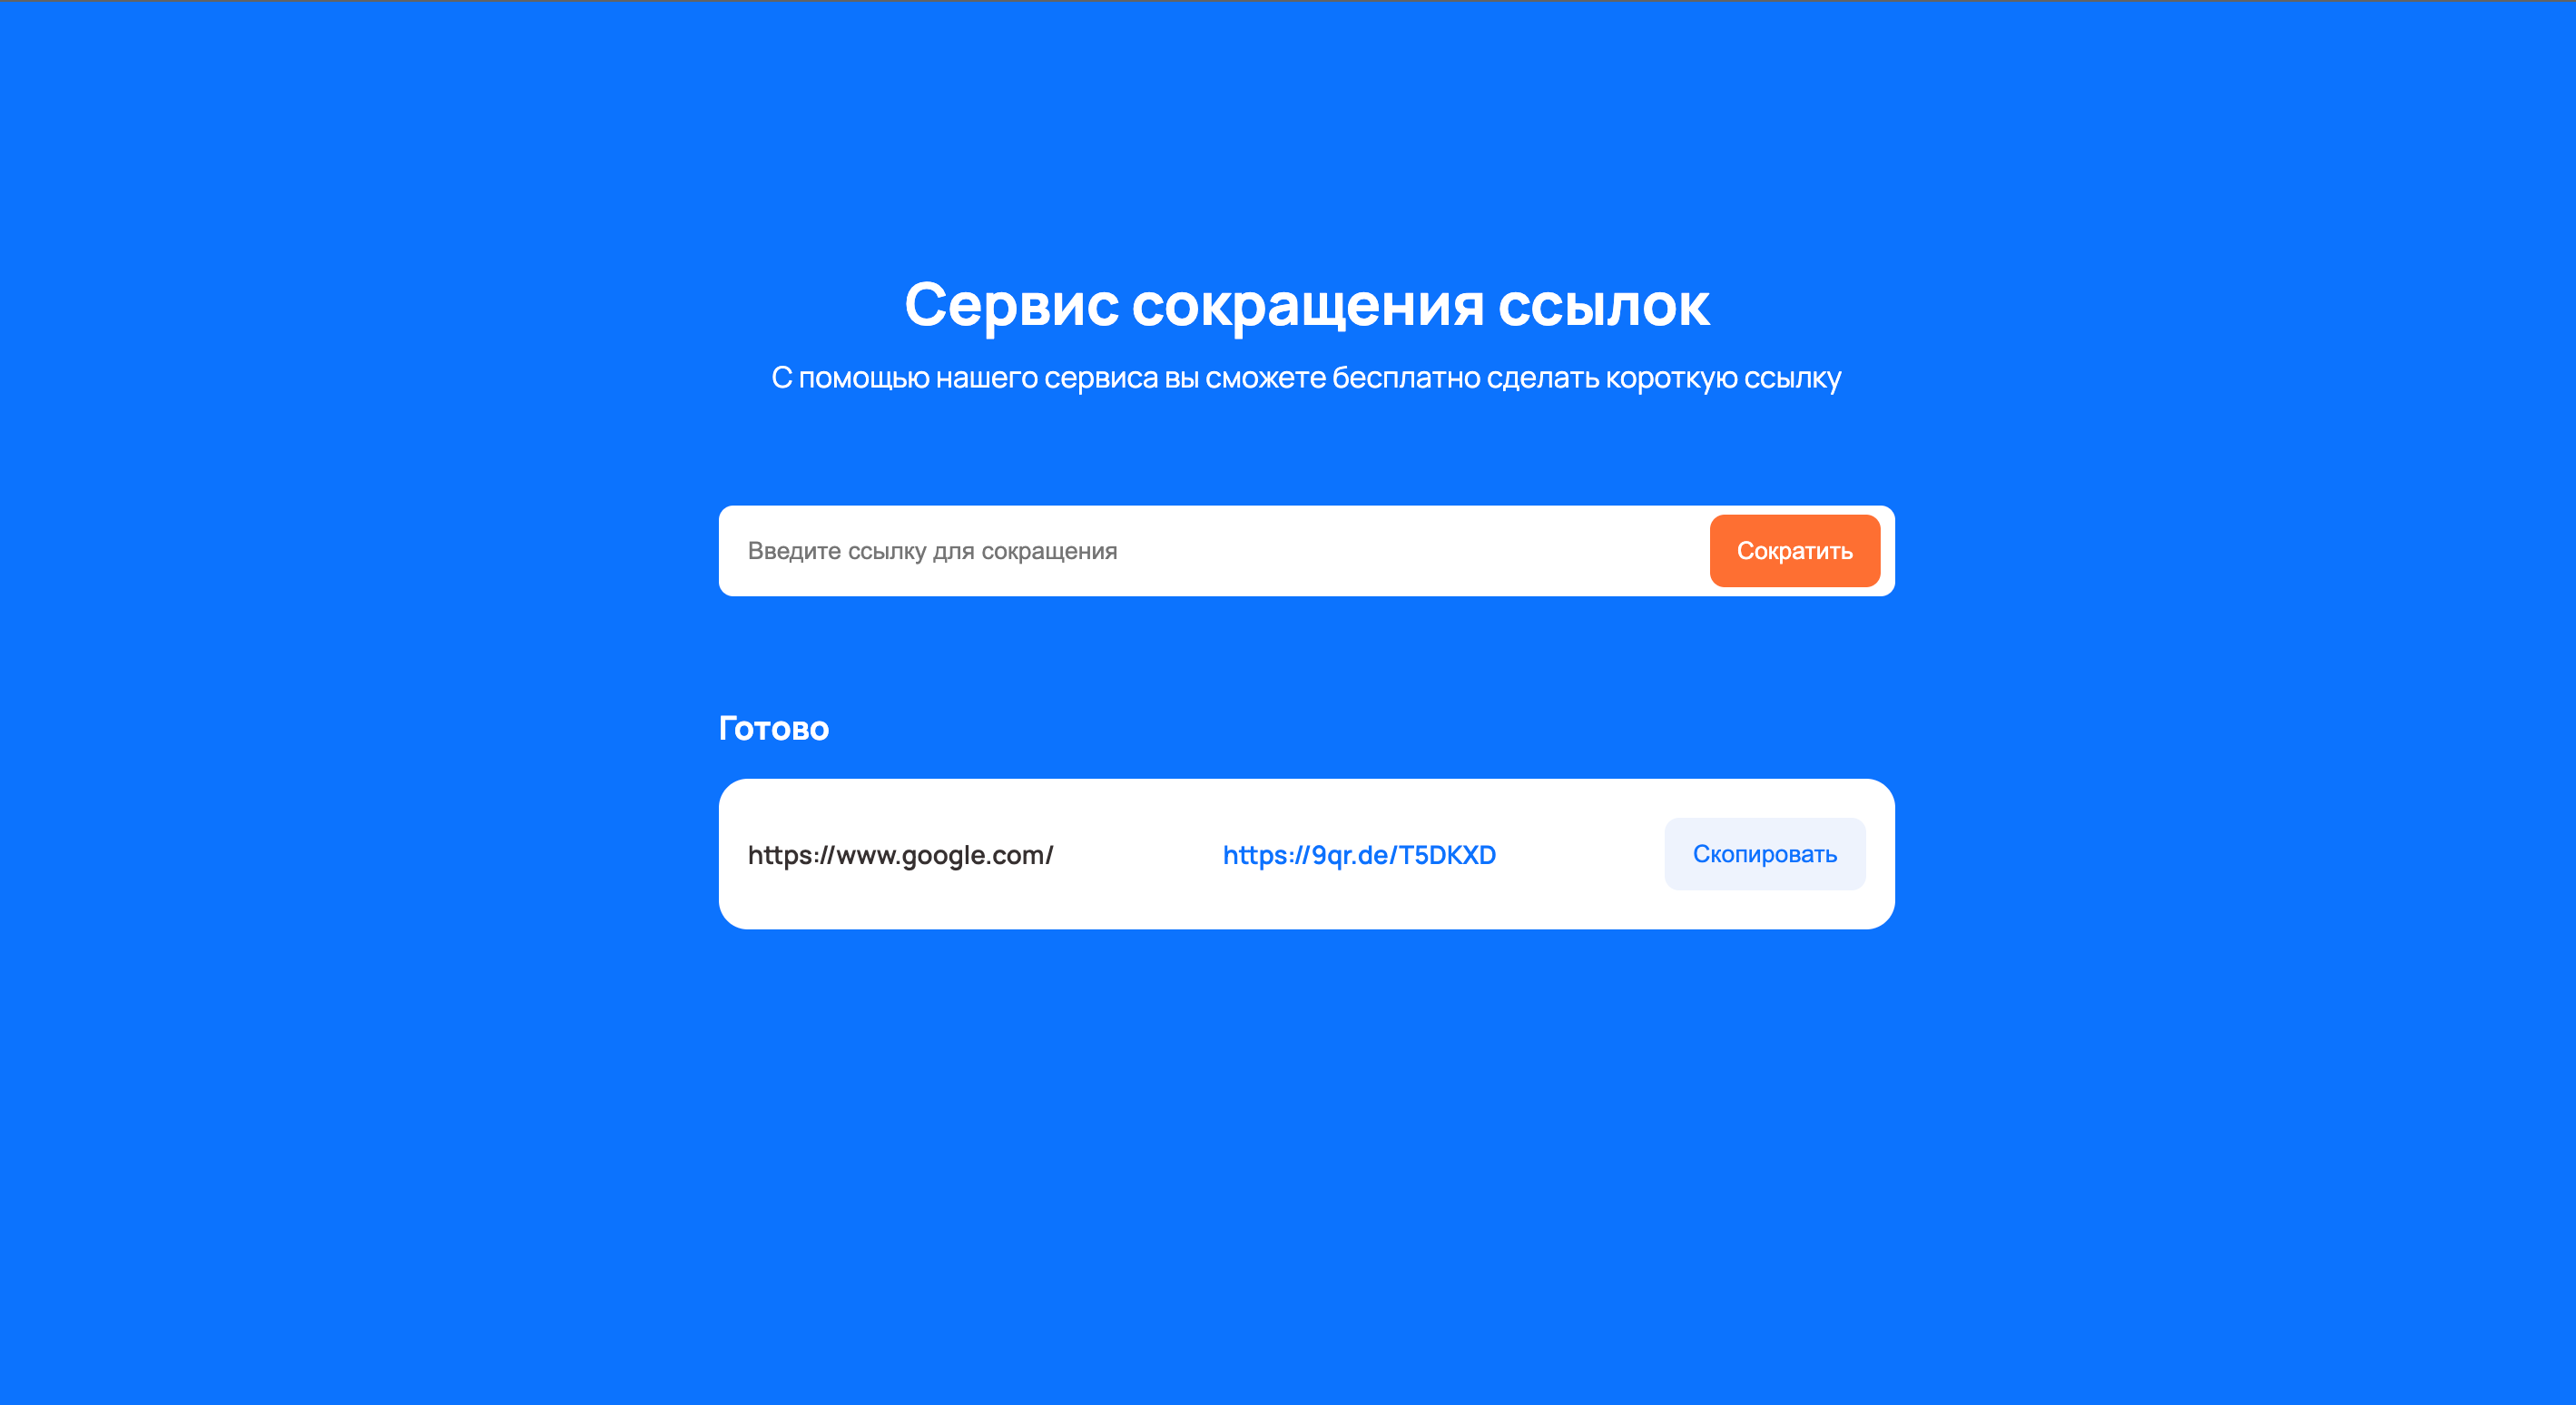 Сервис сокращения ссылок
С помощью нашего сервиса вы сможете бесплатно сделать короткую ссылку
Введите ссылку для сокращения
Сократить
Готово
https://www.google.com/
https://9qr.de/T5DKXD
Скопировать